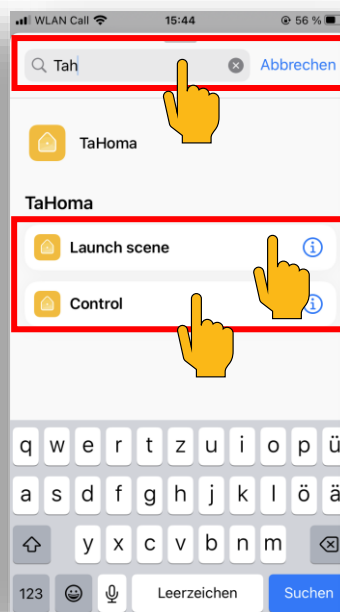 WLAN Call 15:44 56 %
Tah Abbrechen
TaHoma
TaHoma
Launch scene
Control
q w e r t z u i o p ü
a s d f g h j k l ö ä
y x c v b n m
123 Leerzeichen Suchen